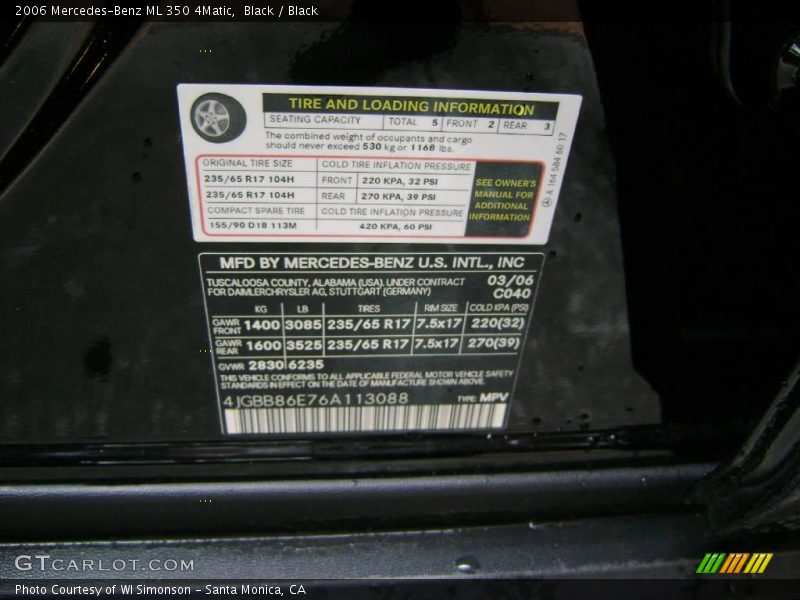 2006 Mercedes-Benz ML 350 4Matic,  Black / Black
TIRE AND LOADING INFORMATION
SEATING CAPACITY TOTAL 5 FRONT 2 REAR 3
The combined weight of occupants and cargo
should never exceed 530 kg or 1168 lbs.
ORIGINAL TIRE SIZE COLD TIRE INFLATION PRESSURE
235/65 R17 104H FRONT 220 KPA, 32 PSI
235/65 R17 104H REAR 270 KPA, 39 PSI
COMPACT SPARE TIRE COLD TIRE INFLATION PRESSURE
155/90 D18 113M 420 KPA, 60 PSI
SEE OWNER'S
MANUAL FOR
ADDITIONAL
INFORMATION
A 164 584 60 17
MFD BY MERCEDES-BENZ U.S. INTL., INC
TUSCALOOSA COUNTY, ALABAMA (USA). UNDER CONTRACT 03/06
FOR DAIMLERCHRYSLER AG, STUTTGART (GERMANY) C040
KG LB TIRES RIM SIZE COLD KPA (PSI)
GAWR FRONT 1400 3085 235/65 R17 7.5x17 220(32)
GAWR REAR 1600 3525 235/65 R17 7.5x17 270(39)
GVWR 2830 6235
THIS VEHICLE CONFORMS TO ALL APPLICABLE FEDERAL MOTOR VEHICLE SAFETY
STANDARDS IN EFFECT ON THE DATE OF MANUFACTURE SHOWN ABOVE.
4JGBB86E76A113088 TYPE: MPV
GTCARLOT.COM
Photo Courtesy of WI Simonson - Santa Monica, CA